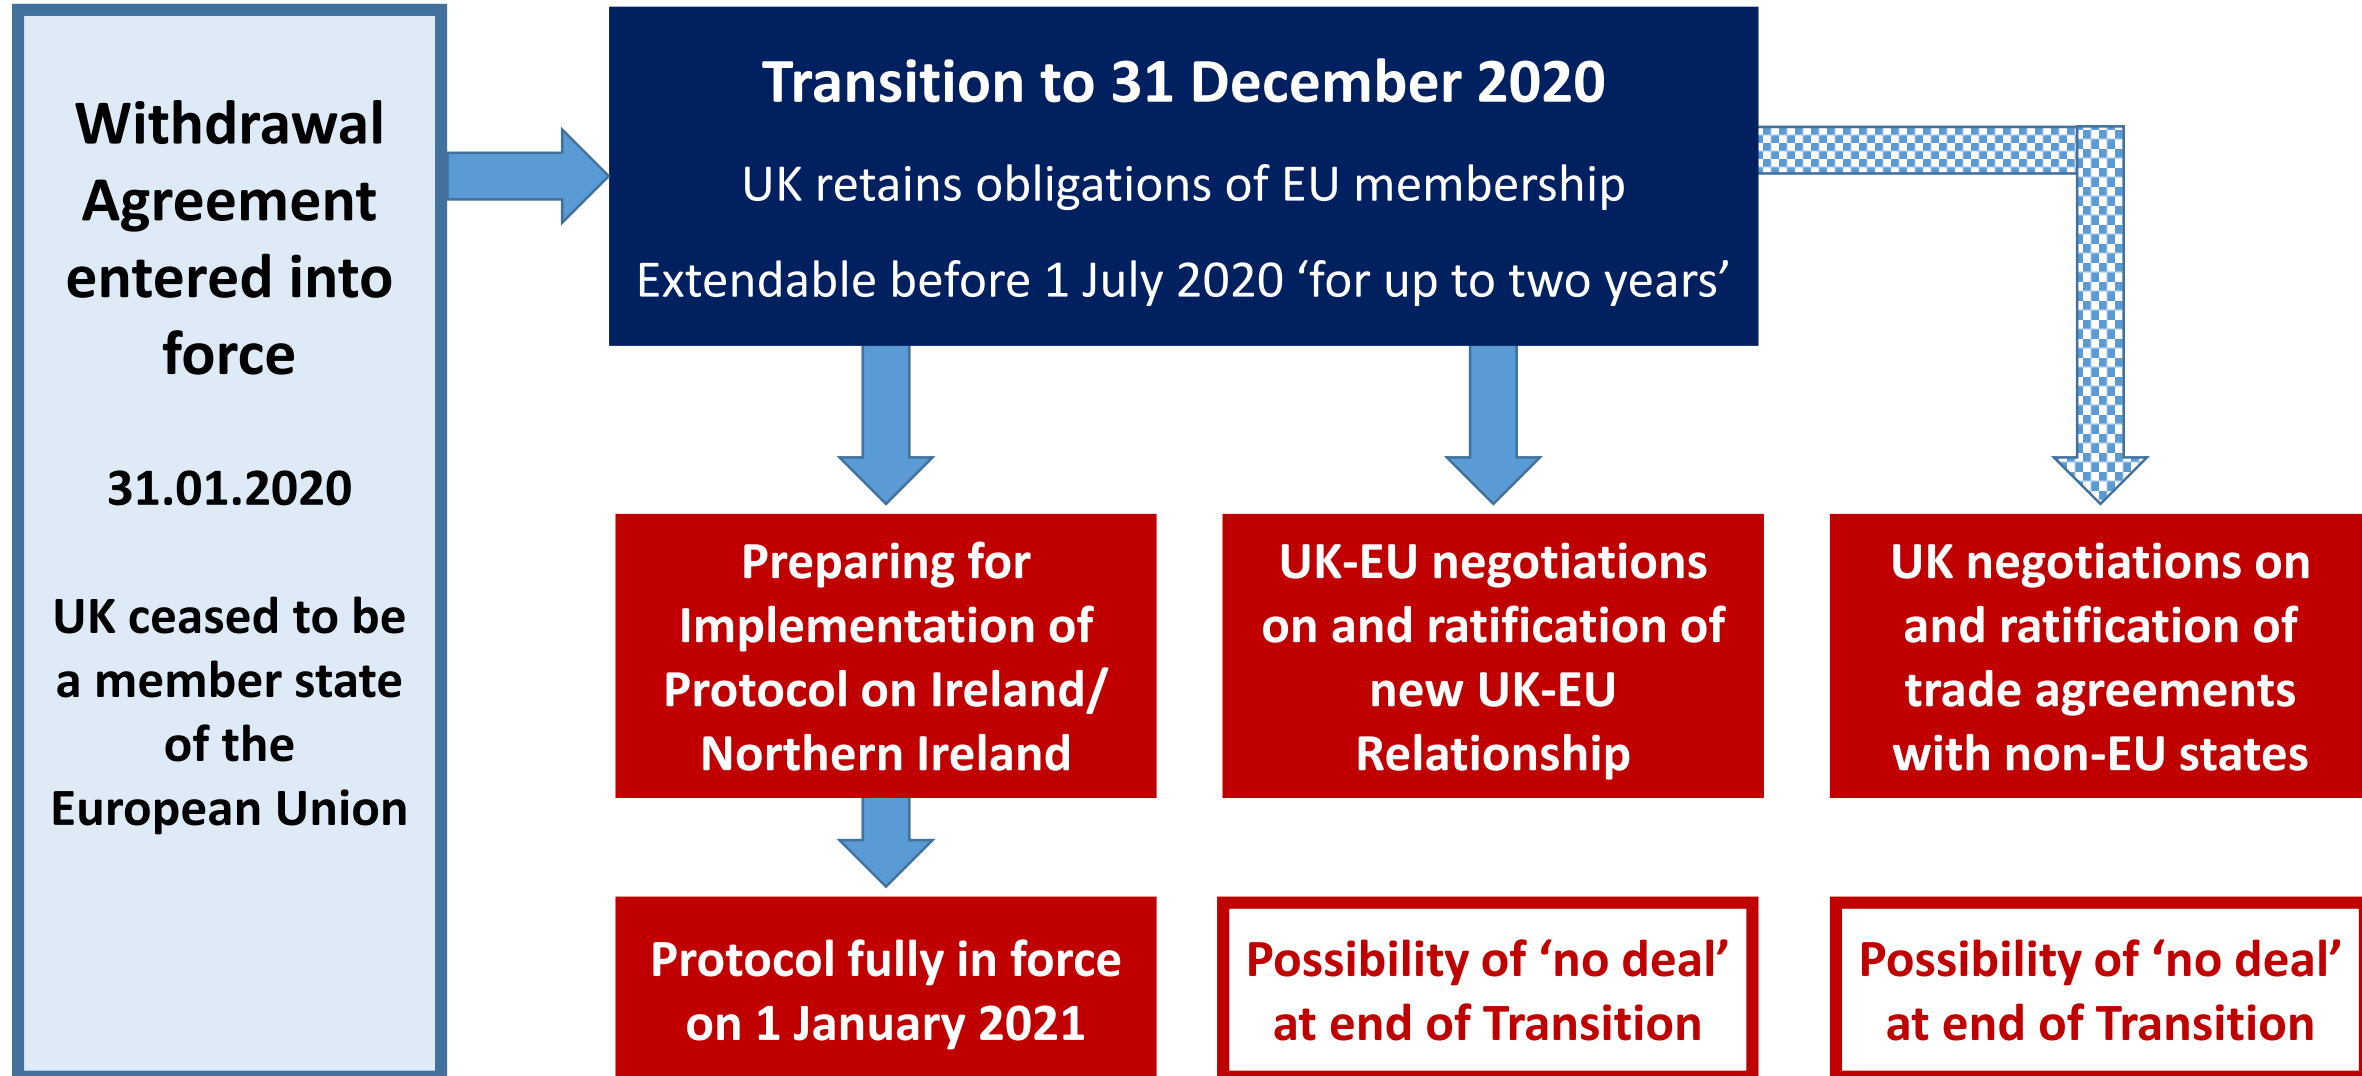 Withdrawal
Agreement
entered into
force
31.01.2020
UK ceased to be
a member state
of the
European Union
Transition to 31 December 2020
UK retains obligations of EU membership
Extendable before 1 July 2020 ‘for up to two years’
Preparing for
Implementation of
Protocol on Ireland/
Northern Ireland
UK-EU negotiations
on and ratification of
new UK-EU
Relationship
UK negotiations on
and ratification of
trade agreements
with non-EU states
Protocol fully in force
on 1 January 2021
Possibility of ‘no deal’
at end of Transition
Possibility of ‘no deal’
at end of Transition